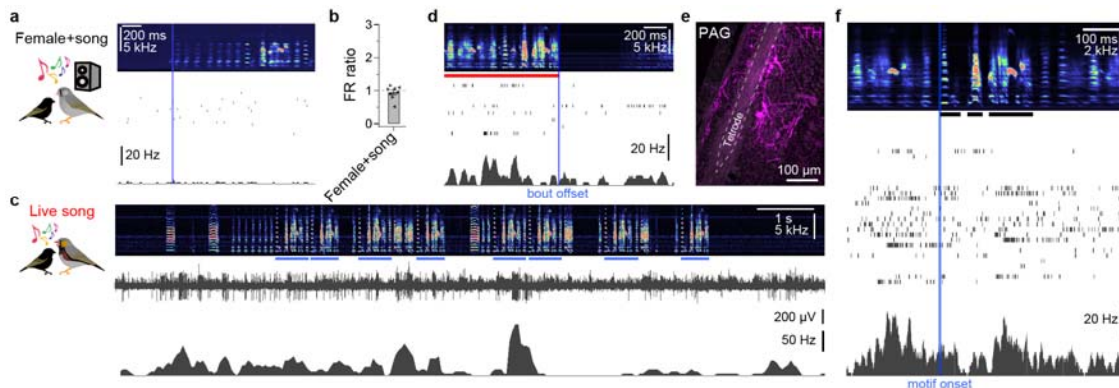 a
Female+song
200 ms
5 kHz
20 Hz
b
3
2
1
0
FR ratio
Female+song
d
200 ms
5 kHz
20 Hz
bout offset
e
PAG
TH
Tetrode
100 µm
f
100 ms
2 kHz
20 Hz
motif onset
c
Live song
1 s
5 kHz
200 µV
50 Hz